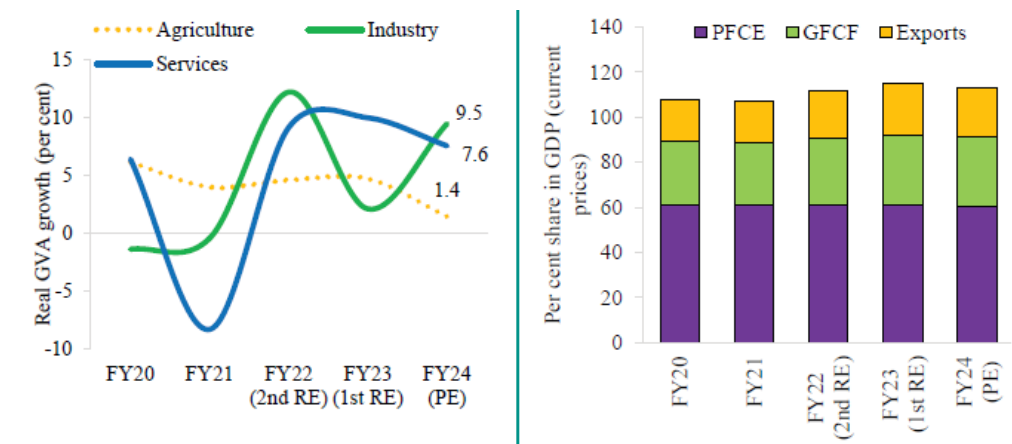 Agriculture
Industry
Services
Real GVA growth (per cent)
15
10
5
0
-5
-10
9.5
7.6
1.4
FY20
FY21
FY22
(2nd RE)
FY23
(1st RE)
FY24
(PE)
PFCE
GFCF
Exports
Per cent share in GDP (current
prices)
140
120
100
80
60
40
20
0
FY20
FY21
FY22
(2nd RE)
FY23
(1st RE)
FY24
(PE)